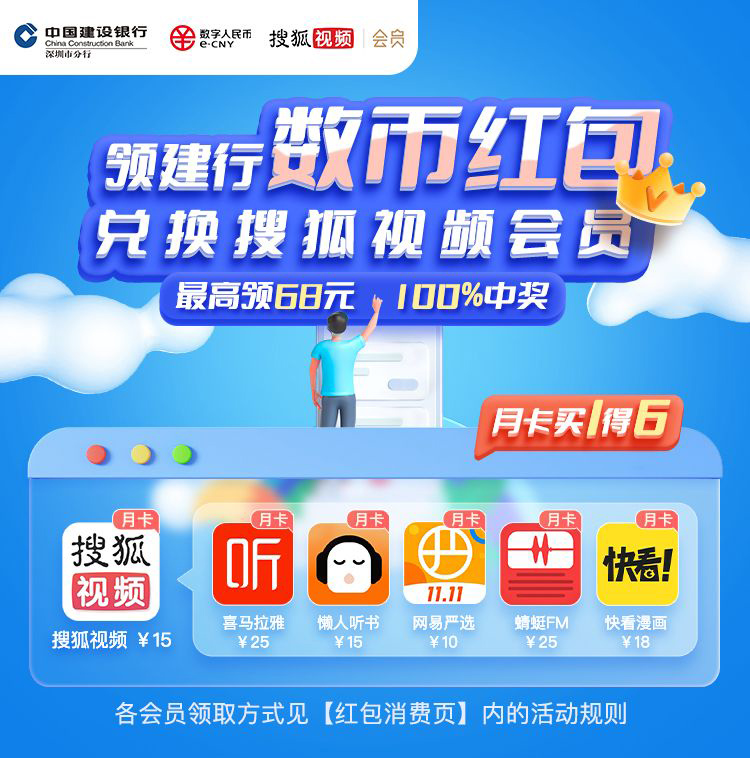 中国建设银行
China Construction Bank
深圳市分行
数字人民币
e-CNY
搜狐视频 会员
领建行数币红包
兑换搜狐视频会员
最高领68元 100%中奖
月卡买1得6
月卡 月卡 月卡 月卡 月卡 月卡
搜狐
视频
听
11.11
快看!
搜狐视频 ¥15
喜马拉雅 懒人听书 网易严选 蜻蜓FM 快看漫画
¥25 ¥15 ¥10 ¥25 ¥18
各会员领取方式见【红包消费页】内的活动规则